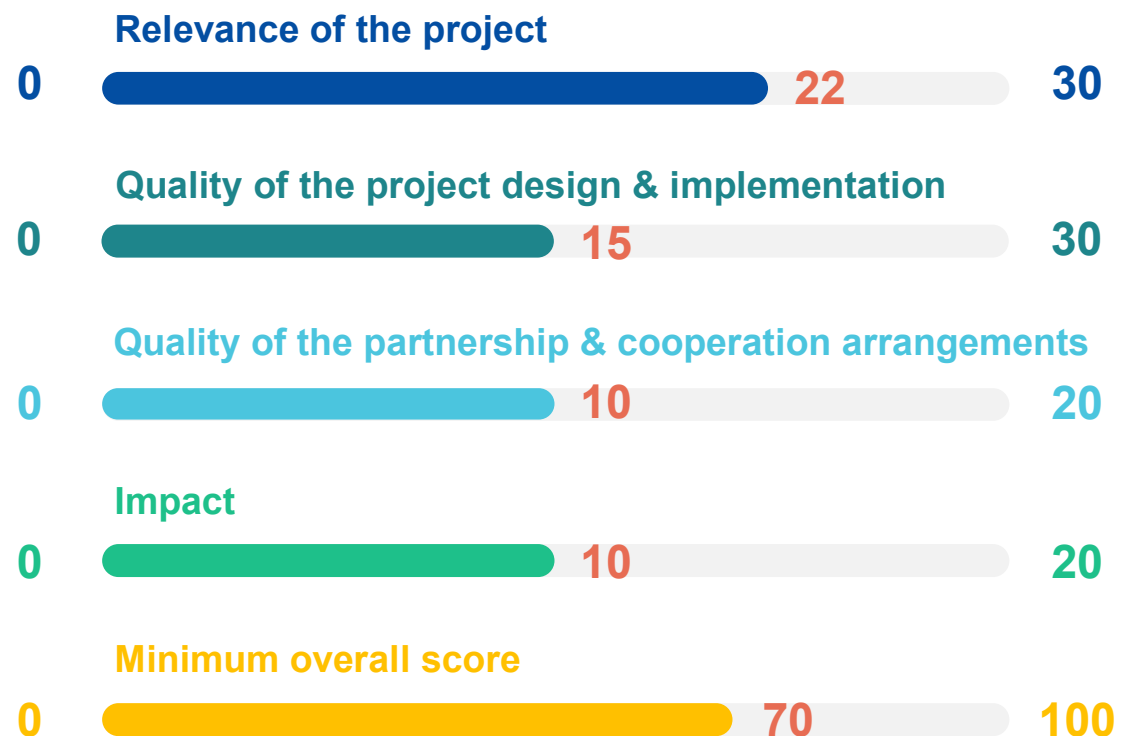 Relevance of the project
0 22 30
Quality of the project design & implementation
0 15 30
Quality of the partnership & cooperation arrangements
0 10 20
Impact
0 10 20
Minimum overall score
0 70 100